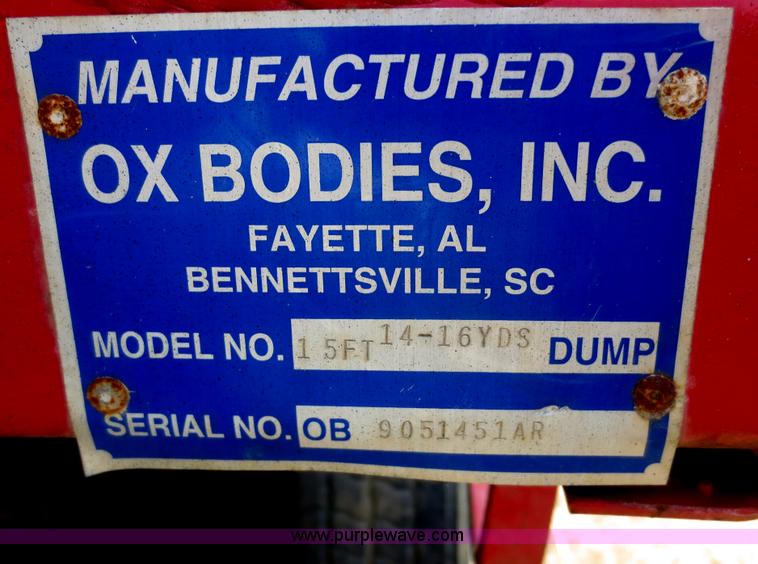 MANUFACTURED BY
OX BODIES, INC.
FAYETTE, AL
BENNETTSVILLE, SC
MODEL NO. 15FT 14-16YDS DUMP
SERIAL NO. OB 9051451AR
www.purplewave.com